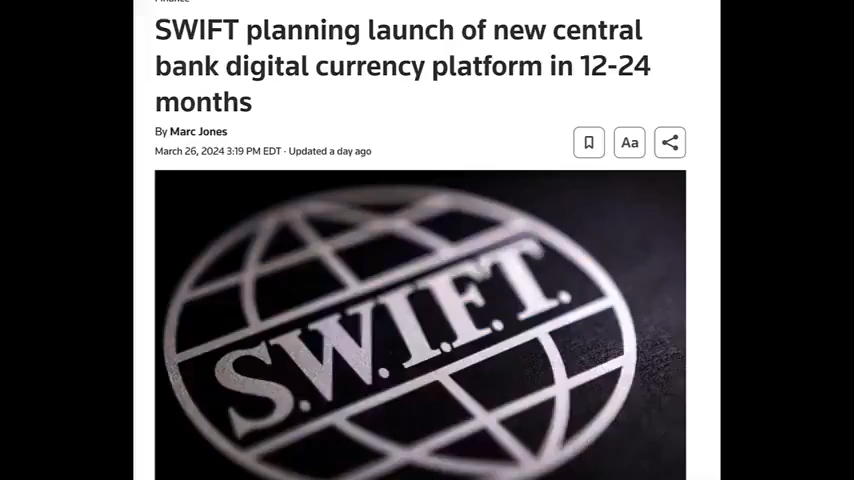 SWIFT planning launch of new central
bank digital currency platform in 12-24
months
By Marc Jones
March 26, 2024 3:19 PM EDT · Updated a day ago
Aa
S.W.I.F.T.